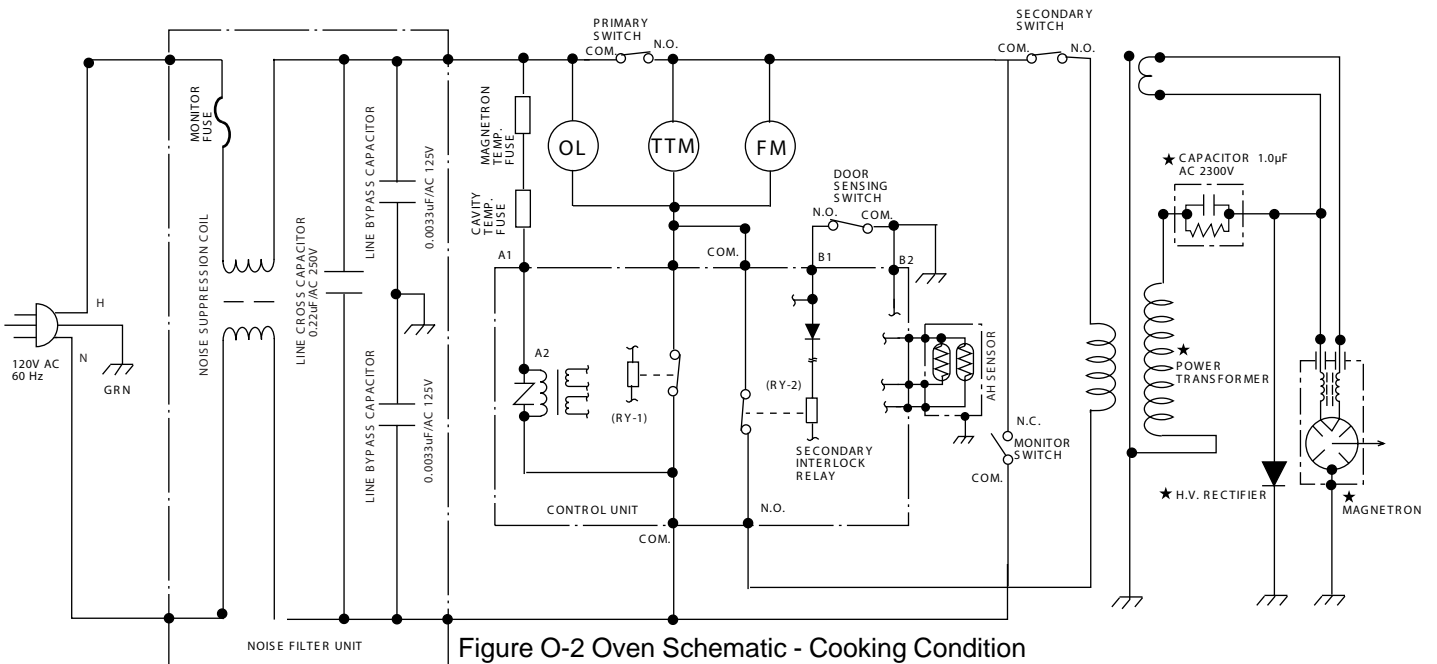 PRIMARY
SWITCH
COM.
N.O.
SECONDARY
SWITCH
COM.
N.O.
MONITOR
FUSE
LINE BYPASS CAPACITOR
0.0033uF/AC 125V
MAGNETRON
TEMP.
FUSE
OL
TTM
FM
CAVITY
TEMP.
FUSE
DOOR
SENSING
SWITCH
N.O.
COM.
★ CAPACITOR 1.0µF
AC 2300V
NOISE SUPPRESSION COIL
LINE CROSS CAPACITOR
0.22uF/AC 250V
A1
COM.
B1
B2
H
N
120V AC
60 Hz
GRN
A2
(RY-1)
(RY-2)
AH SENSOR
★
POWER
TRANSFORMER
LINE BYPASS CAPACITOR
0.0033uF/AC 125V
SECONDARY
INTERLOCK
RELAY
N.C.
MONITOR
SWITCH
COM.
★ H.V. RECTIFIER
★
MAGNETRON
CONTROL UNIT
N.O.
COM.
NOISE FILTER UNIT
Figure O-2 Oven Schematic - Cooking Condition